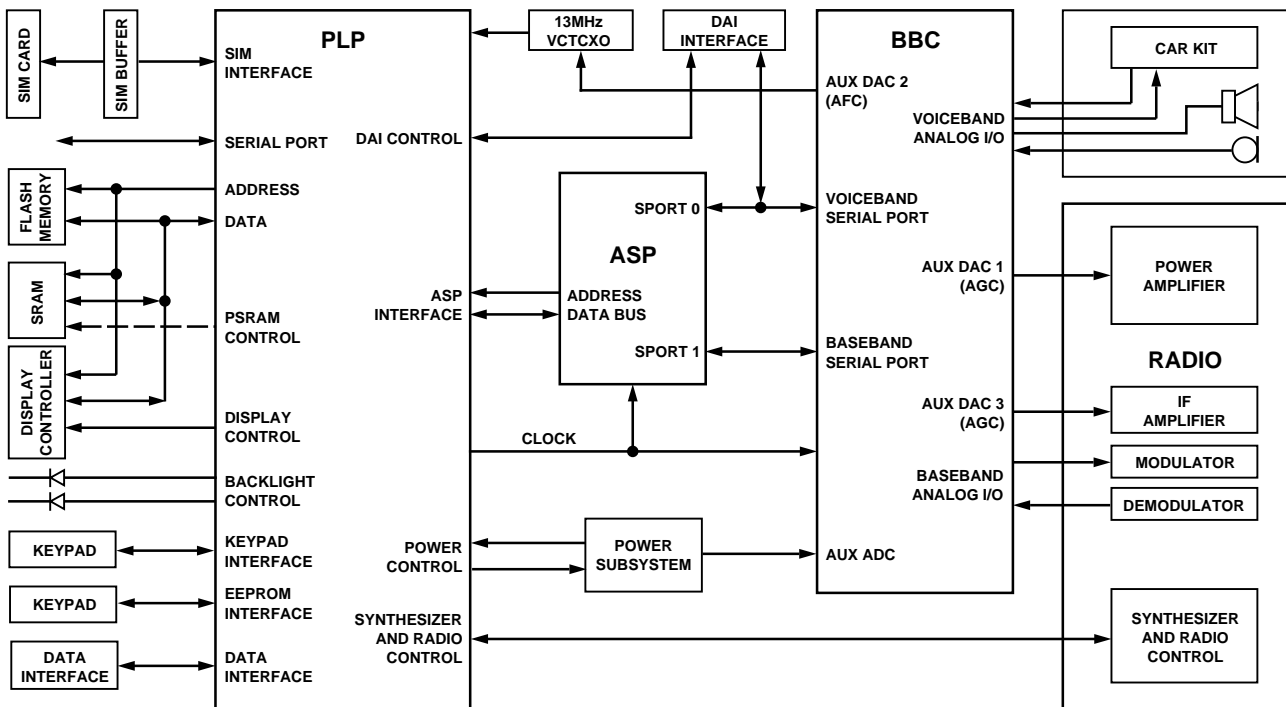 SIM CARD
SIM BUFFER
PLP
SIM
INTERFACE
SERIAL PORT
DAI CONTROL
FLASH
MEMORY
ADDRESS
DATA
SRAM
PSRAM
CONTROL
ASP
INTERFACE
DISPLAY
CONTROLLER
DISPLAY
CONTROL
BACKLIGHT
CONTROL
KEYPAD
KEYPAD
INTERFACE
KEYPAD
EEPROM
INTERFACE
DATA
INTERFACE
DATA
INTERFACE
POWER
CONTROL
SYNTHESIZER
AND RADIO
CONTROL
13MHz
VCTCXO
DAI
INTERFACE
SPORT 0
ASP
ADDRESS
DATA BUS
SPORT 1
CLOCK
POWER
SUBSYSTEM
BBC
AUX DAC 2
(AFC)
VOICEBAND
ANALOG I/O
VOICEBAND
SERIAL PORT
AUX DAC 1
(AGC)
BASEBAND
SERIAL PORT
AUX DAC 3
(AGC)
BASEBAND
ANALOG I/O
AUX ADC
CAR KIT
POWER
AMPLIFIER
RADIO
IF
AMPLIFIER
MODULATOR
DEMODULATOR
SYNTHESIZER
AND RADIO
CONTROL